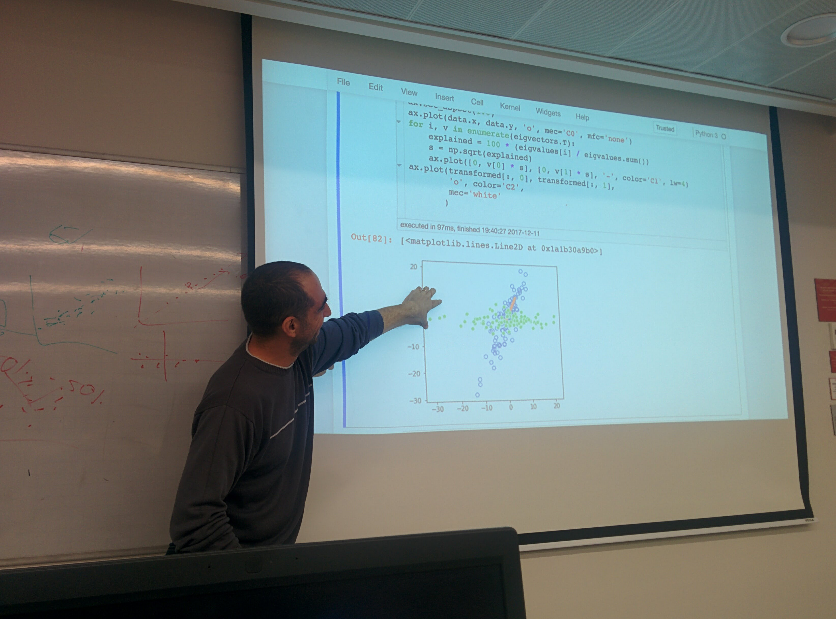 File Edit View Insert Cell Kernel Widgets Help
Trusted Python 3
ax.plot(data.x, data.y, 'o', mec='C0', mfc='none')
for i, v in enumerate(eigvectors.T):
explained = 100 * (eigvalues[i] / eigvalues.sum())
s = np.sqrt(explained)
ax.plot([0, v[0] * s], [0, v[1] * s], '-', color='C1', lw=4)
ax.plot(transformed[:, 0], transformed[:, 1],
'o', color='C2',
mec='white'
)
executed in 97ms, finished 19:40:27 2017-12-11
Out[82]: [<matplotlib.lines.Line2D at 0x1a1b30a9b0>]
20
-10
-20
-30
-30 -20 -10 0 10 20
50%